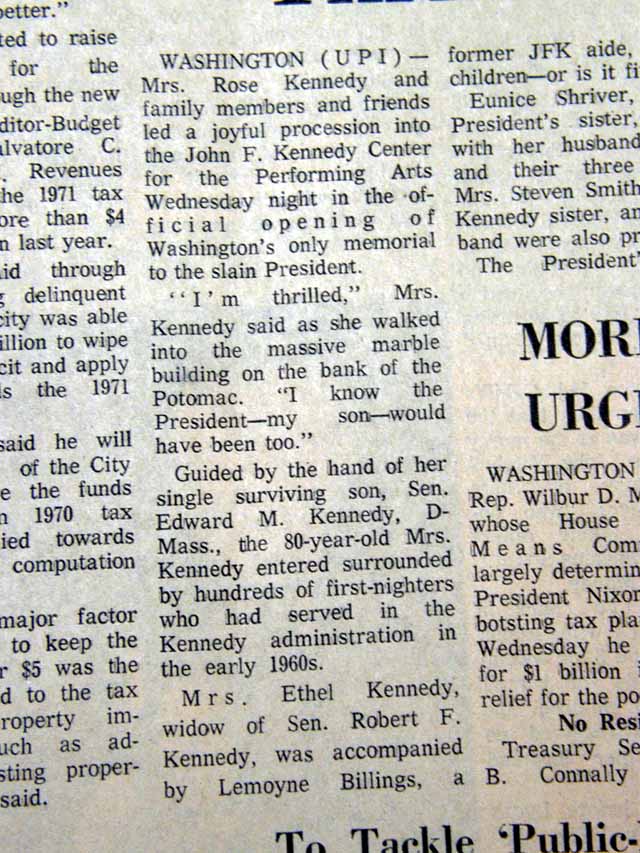 better."
ted to raise
for the
ugh the new
ditor-Budget
alvatore C.
Revenues
he 1971 tax
ore than $4
n last year.
id through
g delinquent
city was able
illion to wipe
cit and apply
ls the 1971
said he will
of the City
e the funds
n 1970 tax
ied towards
computation
major factor
to keep the
r $5 was the
d to the tax
roperty im-
uch as ad-
sting proper-
said.
WASHINGTON (UPI)—
Mrs. Rose Kennedy and
family members and friends
led a joyful procession into
the John F. Kennedy Center
for the Performing Arts
Wednesday night in the of-
ficial opening of
Washington's only memorial
to the slain President.
"I'm thrilled," Mrs.
Kennedy said as she walked
into the massive marble
building on the bank of the
Potomac. "I know the
President—my son—would
have been too."
Guided by the hand of her
single surviving son, Sen.
Edward M. Kennedy, D-
Mass., the 80-year-old Mrs.
Kennedy entered surrounded
by hundreds of first-nighters
who had served in the
Kennedy administration in
the early 1960s.
Mrs. Ethel Kennedy,
widow of Sen. Robert F.
Kennedy, was accompanied
by Lemoyne Billings, a
former JFK aide,
children—or is it fi
Eunice Shriver,
President's sister,
with her husband
and their three
Mrs. Steven Smith
Kennedy sister, an
band were also pr
The President'
MOR
URG
WASHINGTON
Rep. Wilbur D. M
whose House
Means Com
largely determin
President Nixon
botsting tax pla
Wednesday he
for $1 billion
relief for the po
No Resi
Treasury Se
B. Connally
To Tackle 'Public-